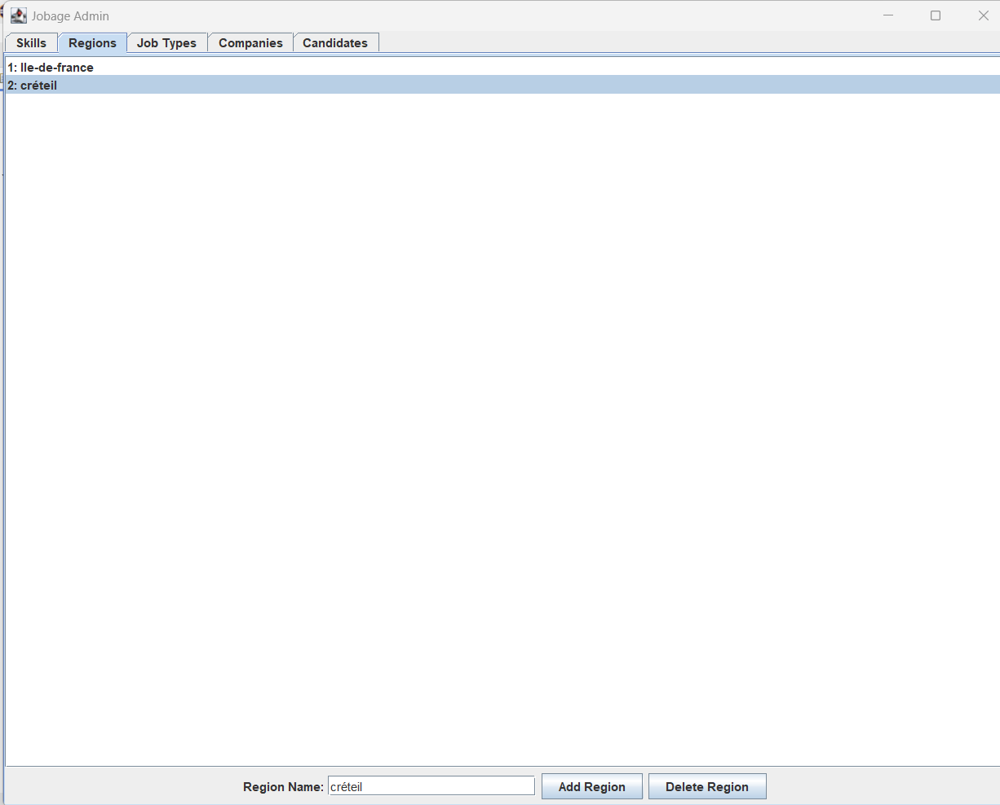 Jobage Admin
Skills Regions Job Types Companies Candidates
1: Ile-de-france
2: créteil
Region Name: créteil Add Region Delete Region